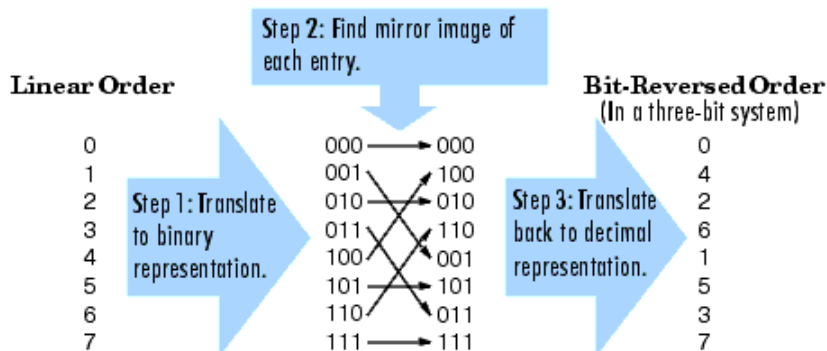 Step 2: Find mirror image of
each entry.
Linear Order
Bit-Reversed Order
(In a three-bit system)
0 000 000 0
1 001 100 4
2 010 010 2
3 011 110 6
4 100 001 1
5 101 101 5
6 110 011 3
7 111 111 7
Step 1: Translate
to binary
representation.
Step 3: Translate
back to decimal
representation.